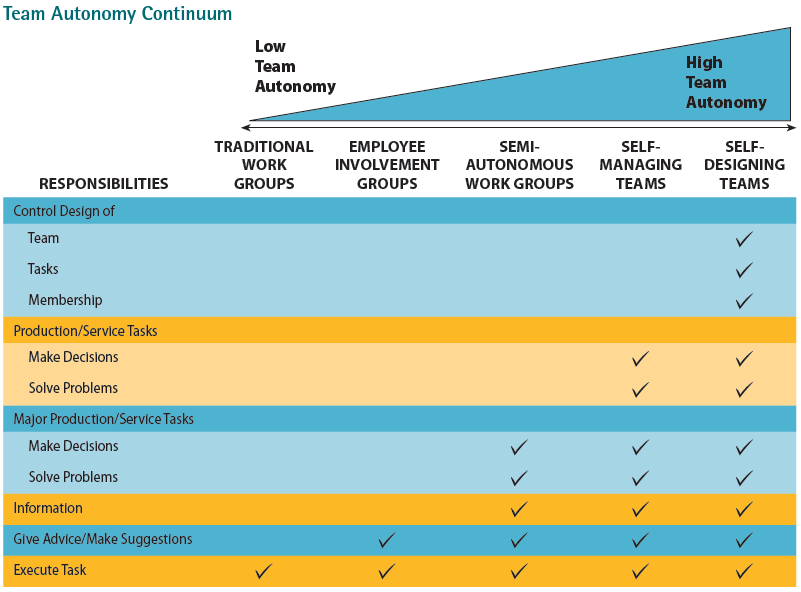 Team Autonomy Continuum
Low
Team
Autonomy
High
Team
Autonomy
RESPONSIBILITIES
TRADITIONAL
WORK
GROUPS
EMPLOYEE
INVOLVEMENT
GROUPS
SEMI-
AUTONOMOUS
WORK GROUPS
SELF-
MANAGING
TEAMS
SELF-
DESIGNING
TEAMS
Control Design of
Team
✓
Tasks
✓
Membership
✓
Production/Service Tasks
Make Decisions
✓ ✓
Solve Problems
✓ ✓
Major Production/Service Tasks
Make Decisions
✓ ✓ ✓
Solve Problems
✓ ✓ ✓
Information
✓ ✓ ✓
Give Advice/Make Suggestions
✓ ✓ ✓ ✓
Execute Task
✓ ✓ ✓ ✓ ✓